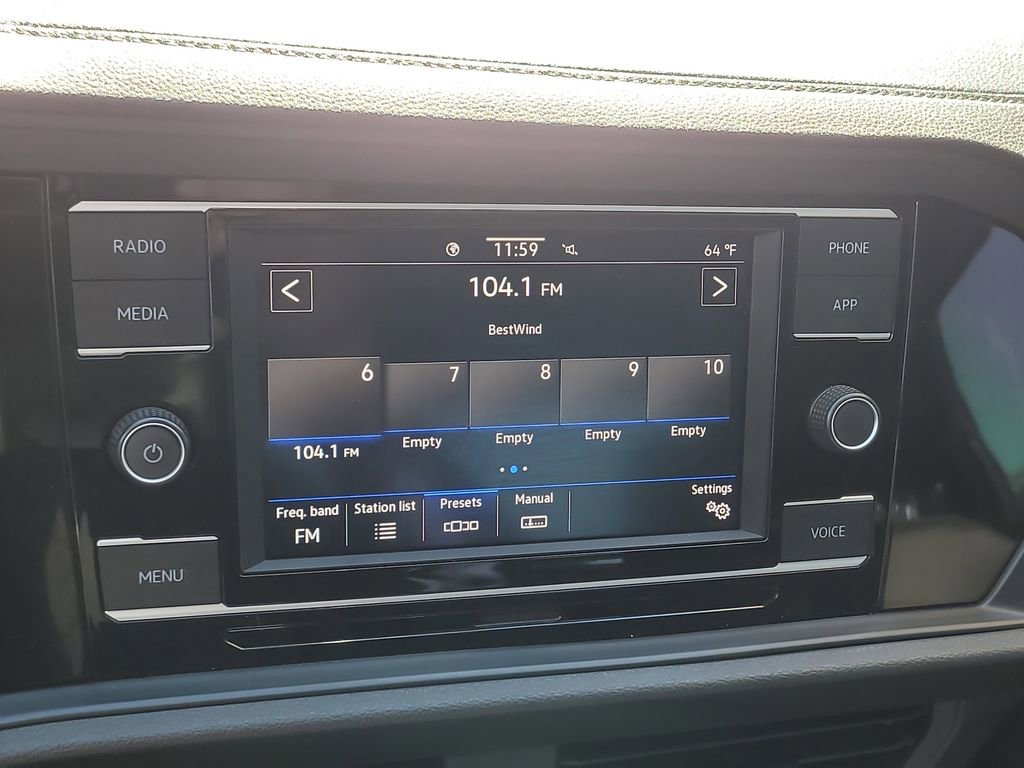 RADIO
MEDIA
MENU
11:59
64 °F
104.1 FM
BestWind
6
7
8
9
10
104.1 FM
Empty
Empty
Empty
Empty
Freq. band
FM
Station list
Presets
Manual
Settings
PHONE
APP
VOICE